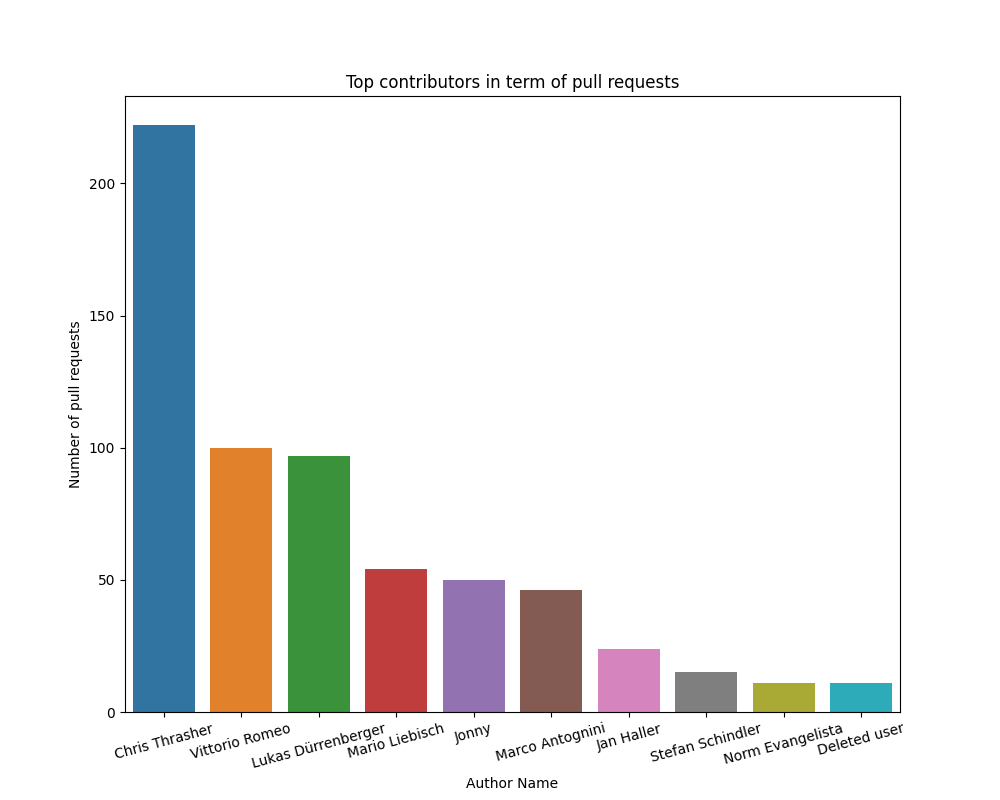 Top contributors in term of pull requests
Number of pull requests
200
150
100
50
0
Chris Thrasher
Vittorio Romeo
Lukas Dürrenberger
Mario Liebisch
Jonny
Marco Antognini
Jan Haller
Stefan Schindler
Norm Evangelista
Deleted user
Author Name